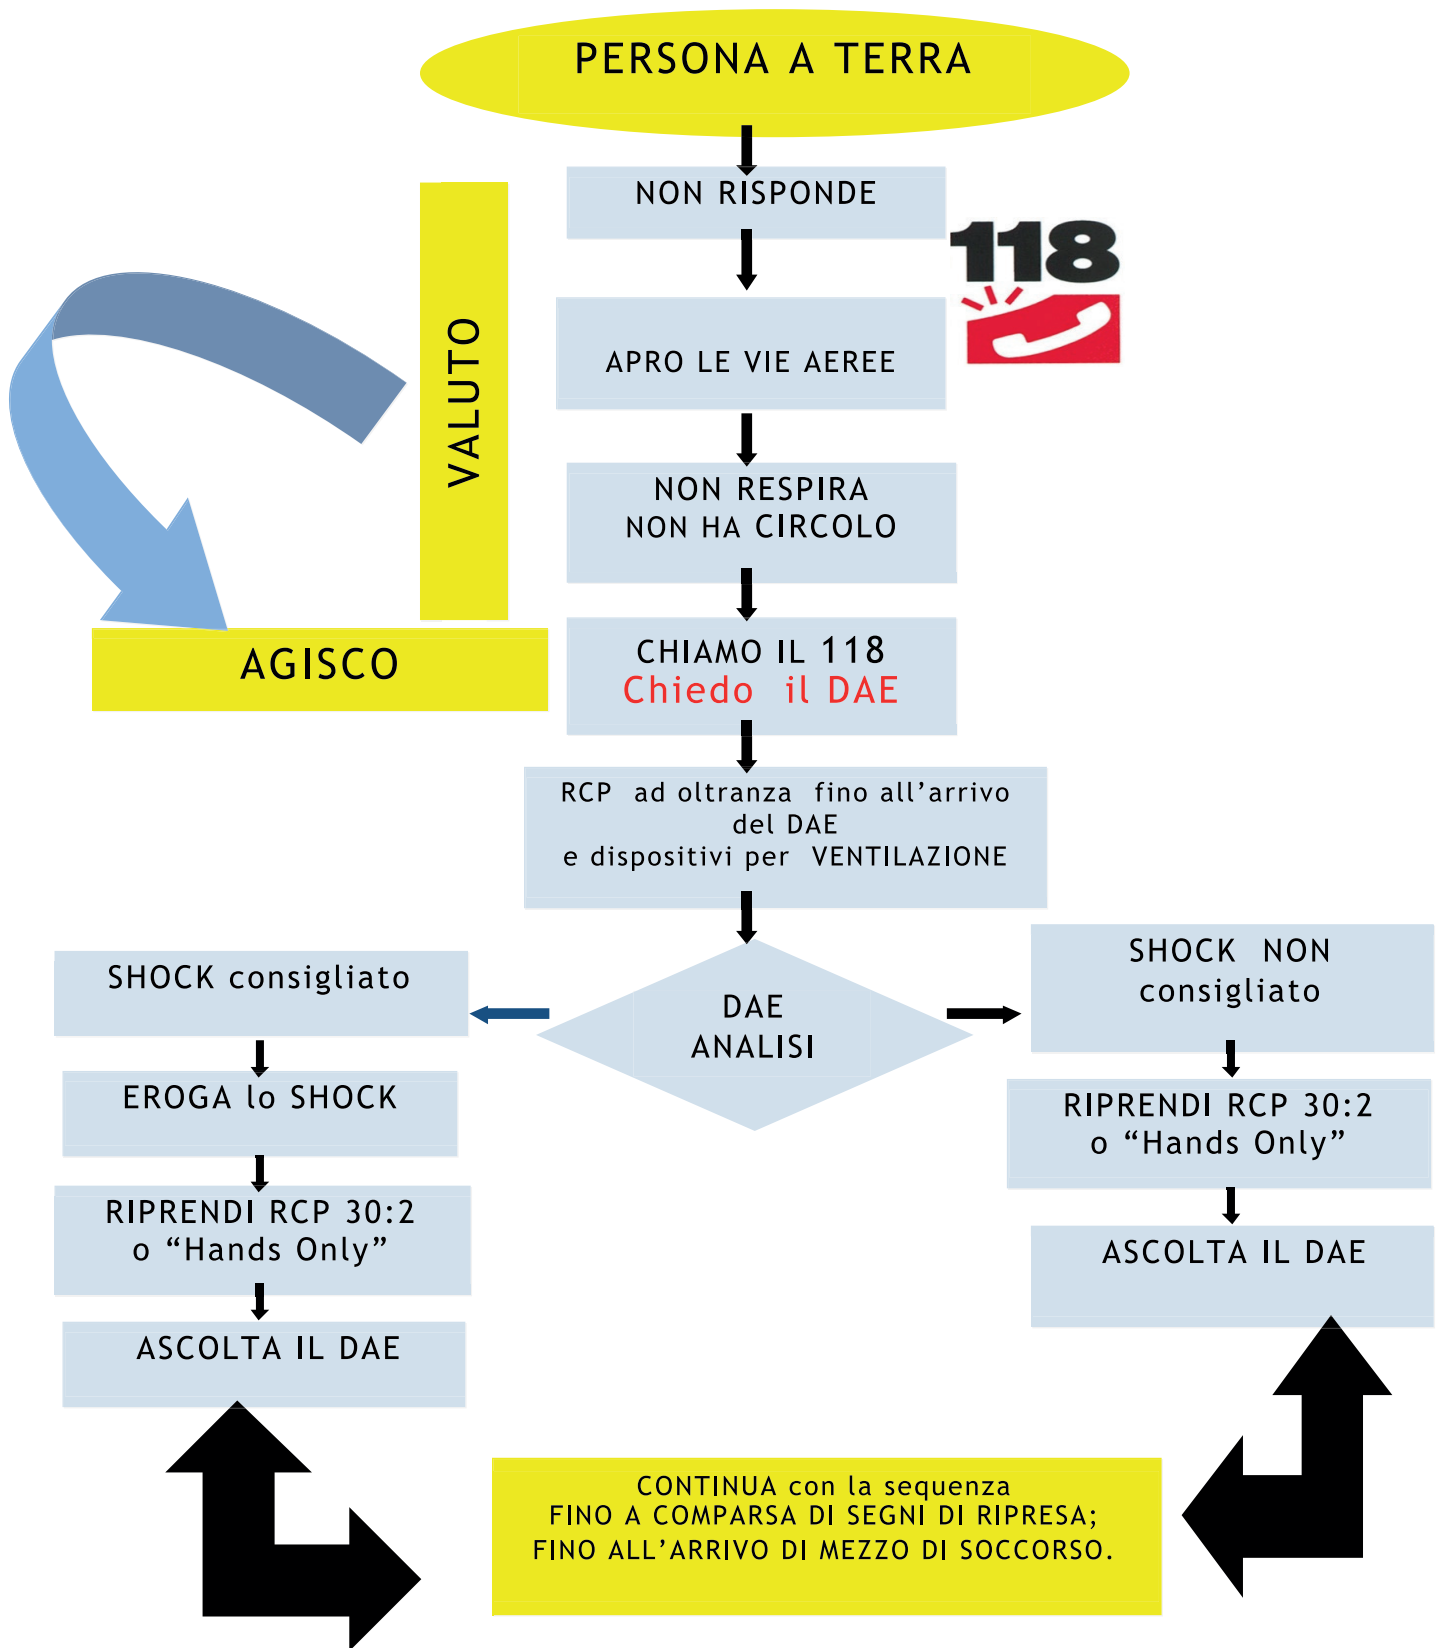 PERSONA A TERRA
NON RISPONDE
118
APRO LE VIE AEREE
VALUTO
NON RESPIRA
NON HA CIRCOLO
AGISCO
CHIAMO IL 118
Chiedo il DAE
RCP ad oltranza fino all’arrivo
del DAE
e dispositivi per VENTILAZIONE
DAE
ANALISI
SHOCK consigliato
EROGA lo SHOCK
RIPRENDI RCP 30:2
o “Hands Only”
ASCOLTA IL DAE
SHOCK NON
consigliato
RIPRENDI RCP 30:2
o “Hands Only”
ASCOLTA IL DAE
CONTINUA con la sequenza
FINO A COMPARSA DI SEGNI DI RIPRESA;
FINO ALL’ARRIVO DI MEZZO DI SOCCORSO.